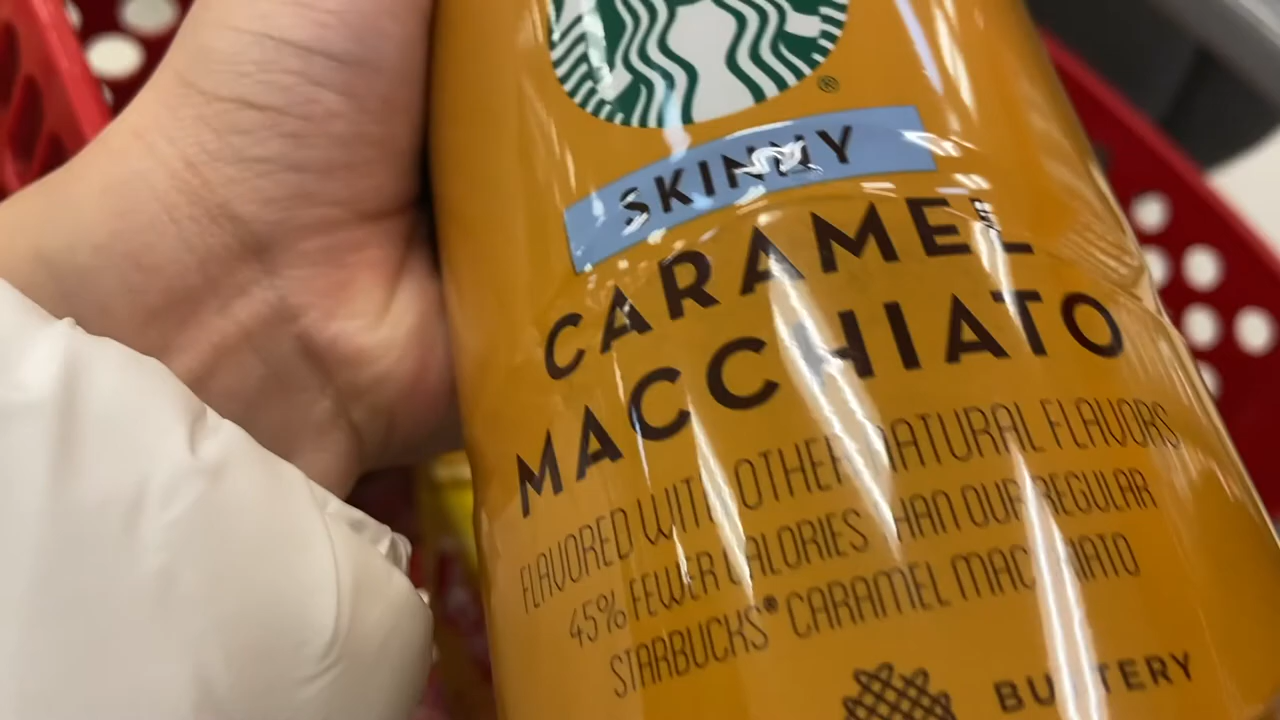 ®
SKINNY
CARAMEL
MACCHIATO
FLAVORED WITH OTHER NATURAL FLAVORS
45% FEWER CALORIES THAN OUR REGULAR
STARBUCKS® CARAMEL MACCHIATO
BUTTERY